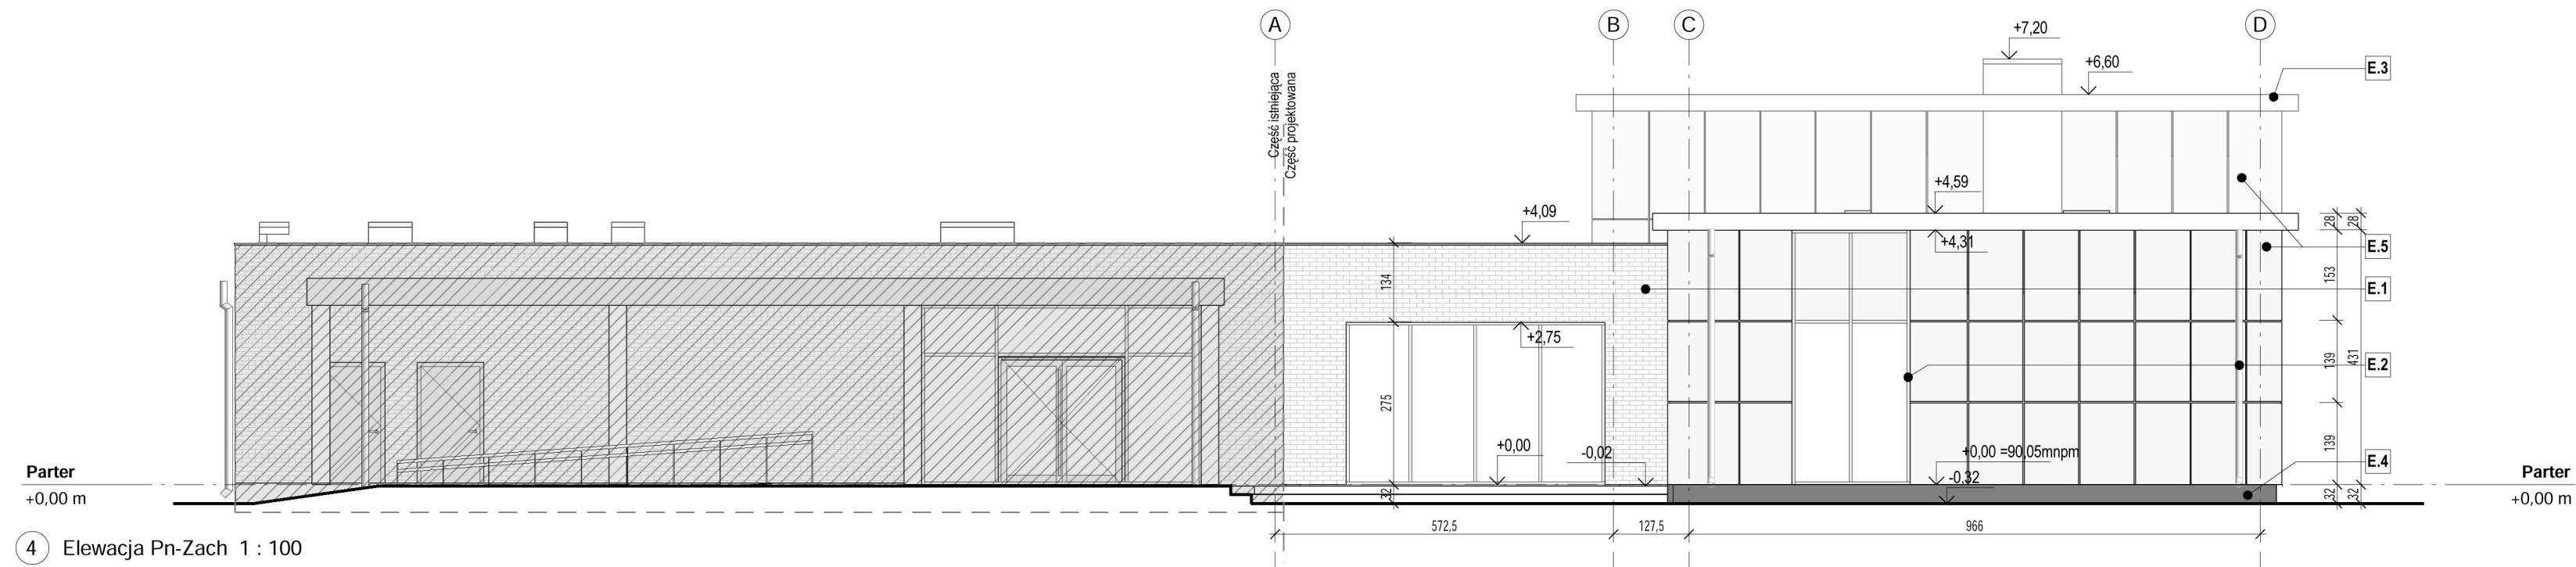 A
B
C
D
Część istniejąca
Część projektowana
+7,20
+6,60
E.3
+4,59
+4,09
+4,31
28
28
E.5
134
153
E.1
+2,75
139
431
E.2
275
+0,00
-0,02
+0,00 =90,05mnpm
-0,32
139
E.4
Parter
+0,00 m
32
32
32
Parter
+0,00 m
572,5
127,5
966
4 Elewacja Pn-Zach 1 : 100